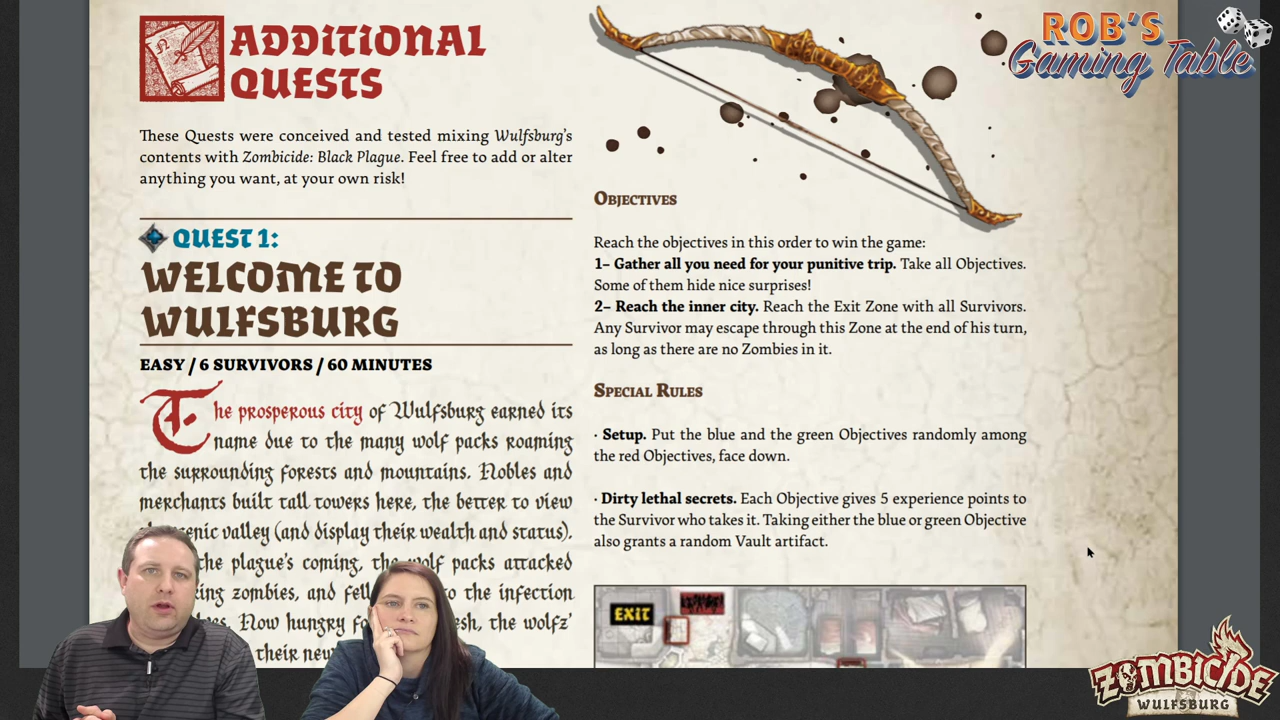 ADDITIONAL
QUESTS
These Quests were conceived and tested mixing Wulfsburg's
contents with Zombicide: Black Plague. Feel free to add or alter
anything you want, at your own risk!
QUEST 1:
WELCOME TO
WULFSBURG
EASY / 6 SURVIVORS / 60 MINUTES
The prosperous city of Wulfsburg earned its
name due to the many wolf packs roaming
the surrounding forests and mountains. Nobles and
merchants built tall towers here, the better to view
valley (and display their wealth and status).
the plague's coming, the wolf packs attacked
zombies, and the infection
Now hungry the wolfz'
their
OBJECTIVES
Reach the objectives in this order to win the game:
1– Gather all you need for your punitive trip. Take all Objectives.
Some of them hide nice surprises!
2– Reach the inner city. Reach the Exit Zone with all Survivors.
Any Survivor may escape through this Zone at the end of his turn,
as long as there are no Zombies in it.
SPECIAL RULES
· Setup. Put the blue and the green Objectives randomly among
the red Objectives, face down.
· Dirty lethal secrets. Each Objective gives 5 experience points to
the Survivor who takes it. Taking either the blue or green Objective
also grants a random Vault artifact.
EXIT
ROB'S
Gaming Table
ZOMBICIDE
WULFSBURG